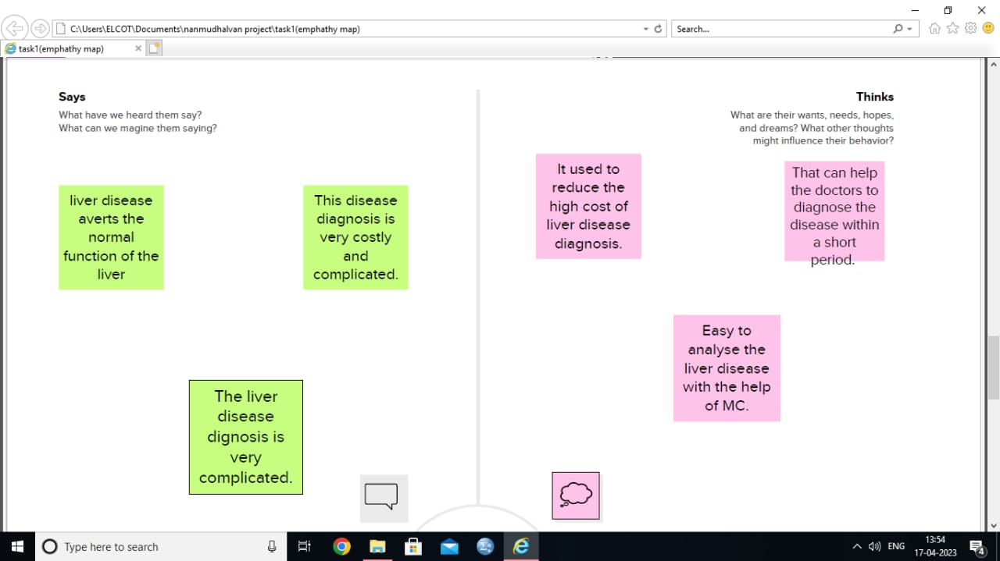 C:\Users\ELCOT\Documents\nanmudhalvan project\task1(emphathy map)
Search...
task1(emphathy map)
Says
What have we heard them say?
What can we magine them saying?
Thinks
What are their wants, needs, hopes,
and dreams? What other thoughts
might influence their behavior?
liver disease
averts the
normal
function of the
liver
This disease
diagnosis is
very costly
and
complicated.
It used to
reduce the
high cost of
liver disease
diagnosis.
That can help
the doctors to
diagnose the
disease within
a short
period.
Easy to
analyse the
liver disease
with the help
of MC.
The liver
disease
dignosis is
very
complicated.
Type here to search
ENG
13:54
17-04-2023
4